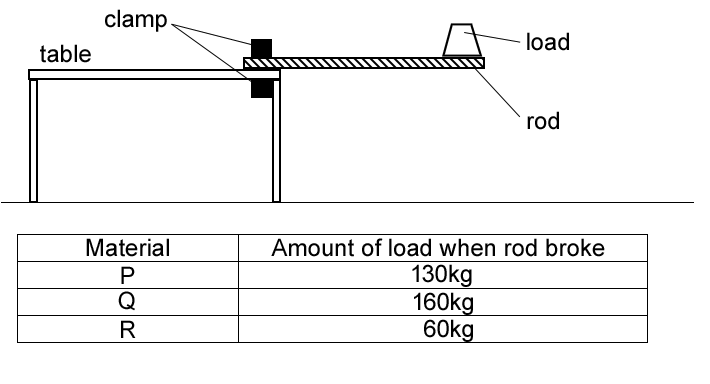 clamp
table
load
rod
Material Amount of load when rod broke
P 130kg
Q 160kg
R 60kg